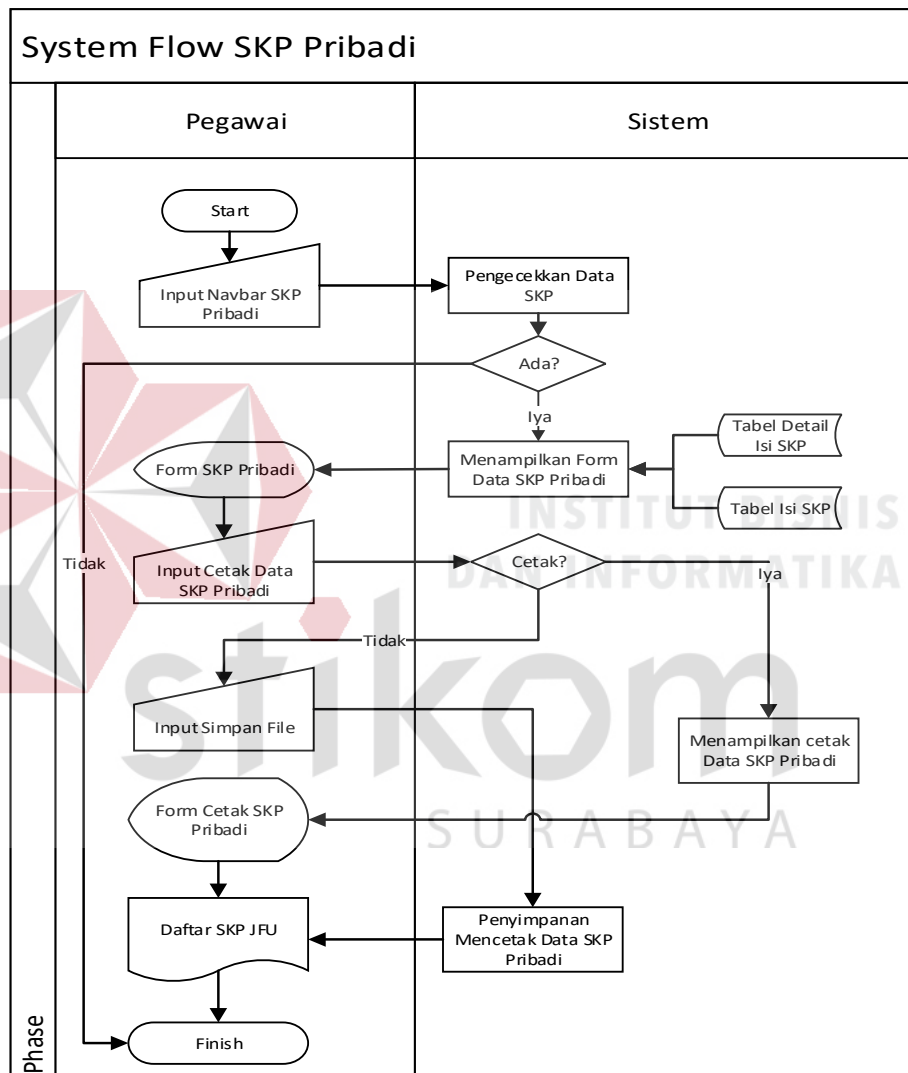 System Flow SKP Pribadi
Pegawai
Sistem
Start
Input Navbar SKP
Pribadi
Pengecekkan Data
SKP
Ada?
Iya
Tabel Detail
Isi SKP
Form SKP Pribadi
Menampilkan Form
Data SKP Pribadi
Tabel Isi SKP
INSTITUT BISNIS
DAN INFORMATIKA
Tidak
Input Cetak Data
SKP Pribadi
Cetak?
Iya
Tidak
stikom
Input Simpan File
Menampilkan cetak
Data SKP Pribadi
Form Cetak SKP
Pribadi
SURABAYA
Daftar SKP JFU
Penyimpanan
Mencetak Data SKP
Pribadi
Finish
Phase